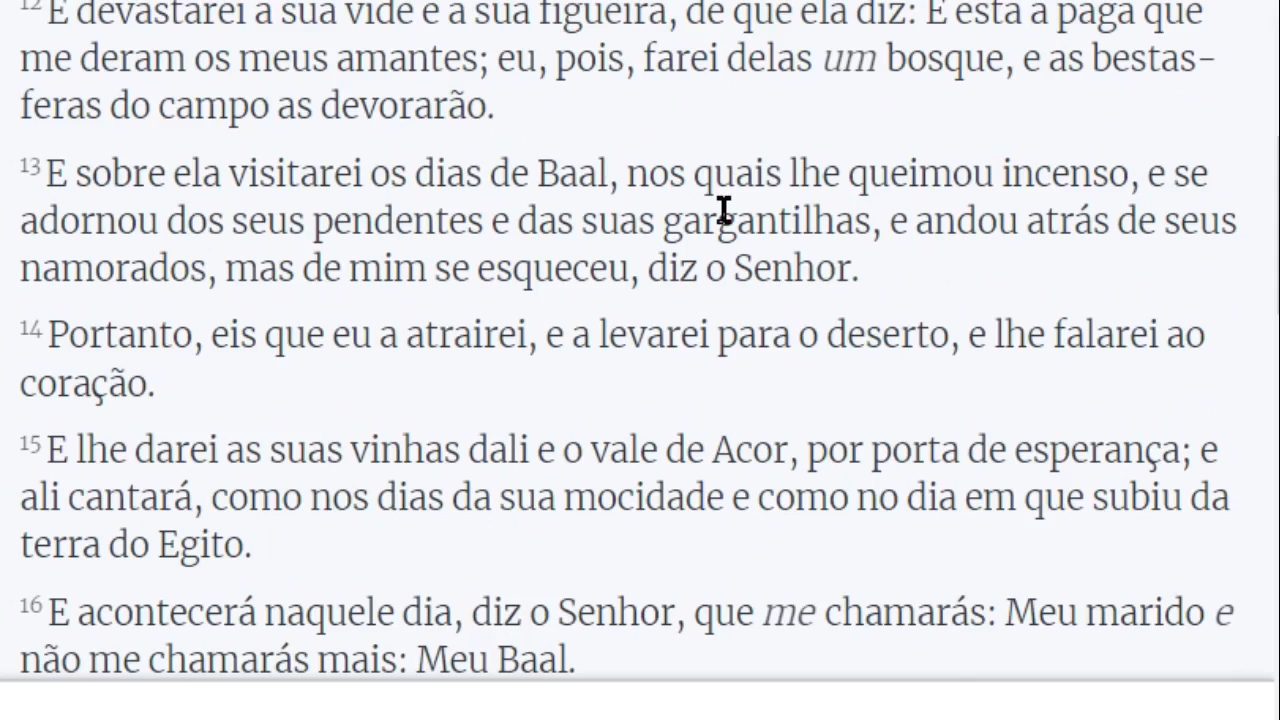 12 E devastarei a sua vide e a sua figueira, de que ela diz: É esta a paga que
me deram os meus amantes; eu, pois, farei delas um bosque, e as bestas-
feras do campo as devorarão.
13 E sobre ela visitarei os dias de Baal, nos quais lhe queimou incenso, e se
adornou dos seus pendentes e das suas gargantilhas, e andou atrás de seus
namorados, mas de mim se esqueceu, diz o Senhor.
14 Portanto, eis que eu a atrairei, e a levarei para o deserto, e lhe falarei ao
coração.
15 E lhe darei as suas vinhas dali e o vale de Acor, por porta de esperança; e
ali cantará, como nos dias da sua mocidade e como no dia em que subiu da
terra do Egito.
16 E acontecerá naquele dia, diz o Senhor, que me chamarás: Meu marido e
não me chamarás mais: Meu Baal.